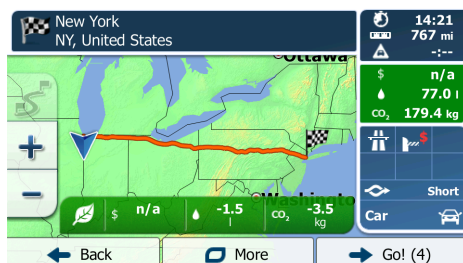 New York
NY, United States
14:21
767 mi
-:--
$ n/a
77.0 l
CO₂ 179.4 kg
Ottawa
$
Short
Car
Washingto
$ n/a
-1.5 l
CO₂ -3.5 kg
Back
More
Go! (4)